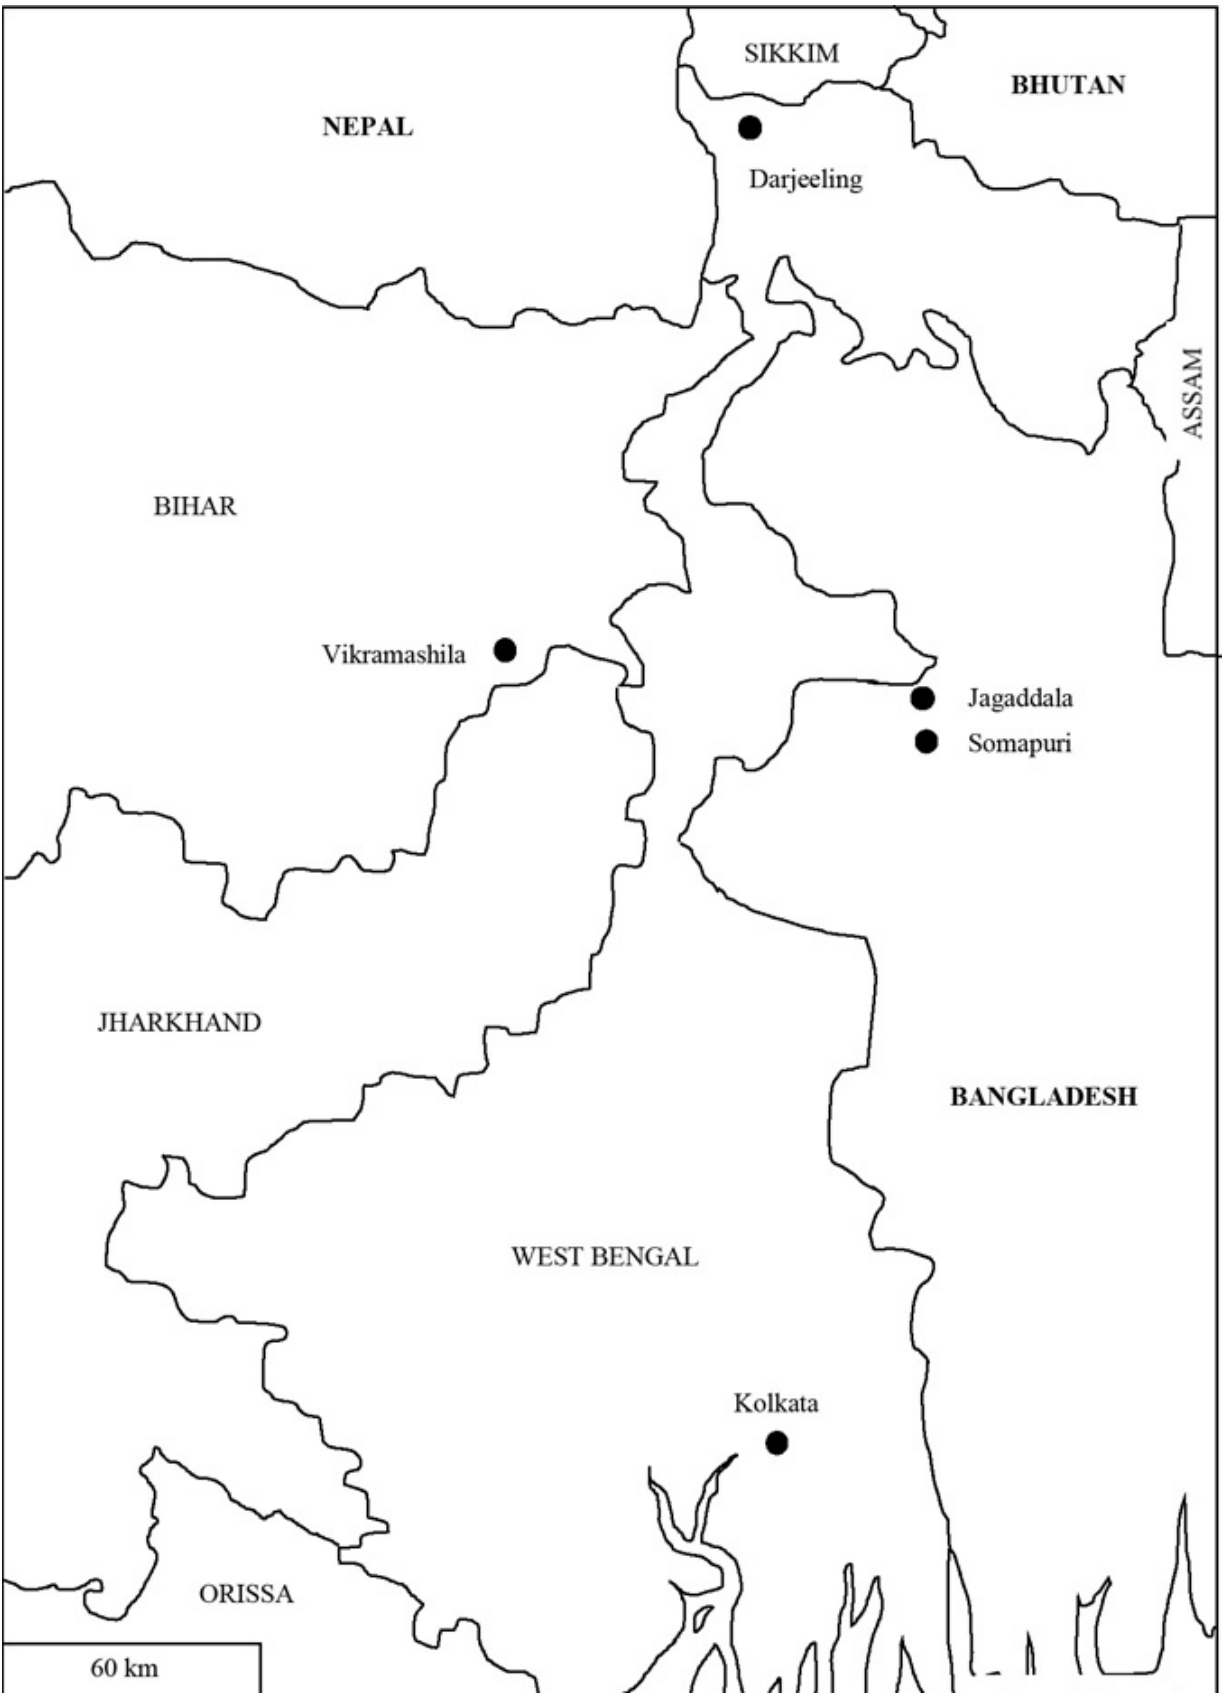 SIKKIM
BHUTAN
NEPAL
Darjeeling
ASSAM
BIHAR
Vikramashila
Jagaddala
Somapuri
JHARKHAND
BANGLADESH
WEST BENGAL
Kolkata
ORISSA
60 km